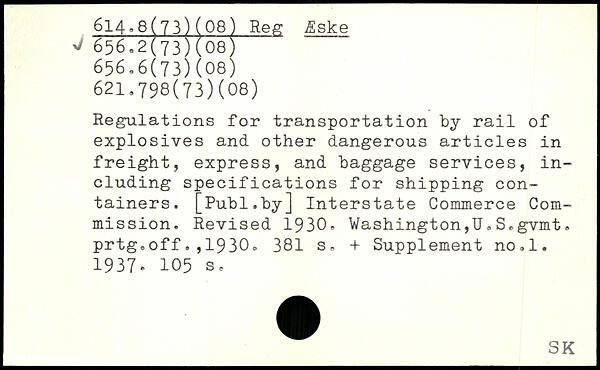 614.8(73)(08) Reg Æske
✓ 656.2(73)(08)
656.6(73)(08)
621.798(73)(08)
Regulations for transportation by rail of
explosives and other dangerous articles in
freight, express, and baggage services, in-
cluding specifications for shipping con-
tainers. [Publ.by] Interstate Commerce Com-
mission. Revised 1930. Washington,U.S.gvmt.
prtg.off.,1930. 381 s. + Supplement no.1.
1937. 105 s.
SK